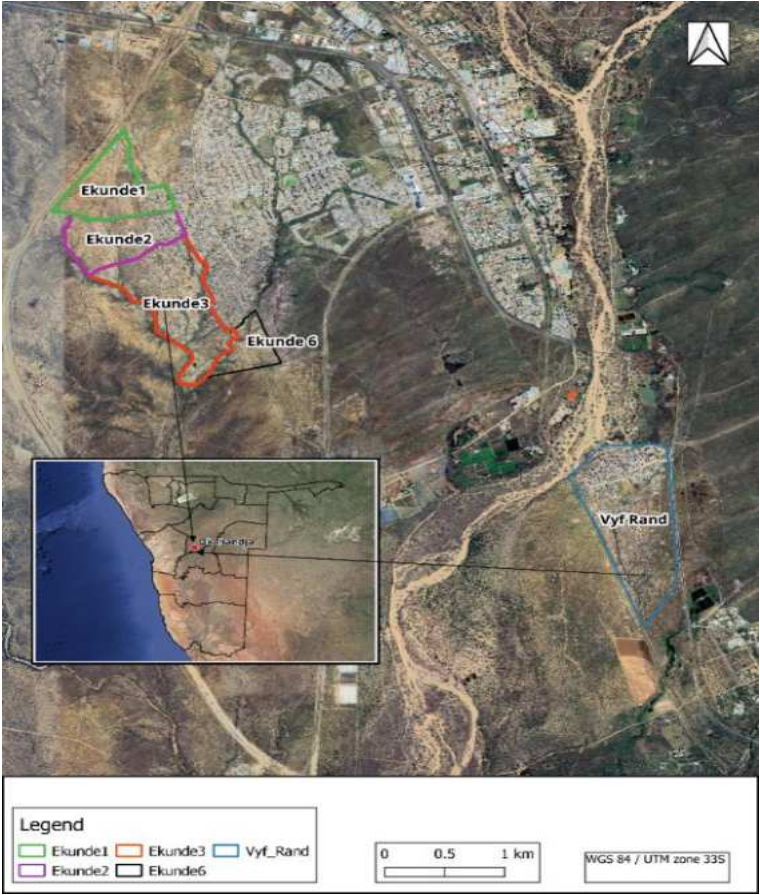 Ekunde1
Ekunde2
Ekunde3
Ekunde 6
Vyf Rand
Legend
Ekunde1 Ekunde3 Vyf_Rand
Ekunde2 Ekunde6
0 0.5 1 km
WGS 84 / UTM zone 33S